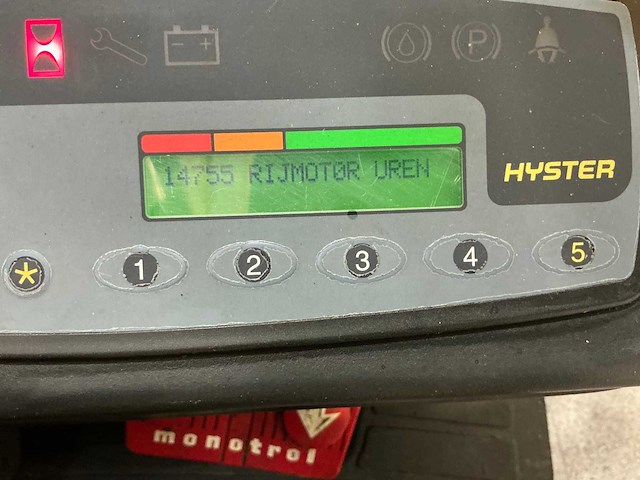 P
14755 RIJMOTOR UREN
HYSTER
1 2 3 4 5
monotrol